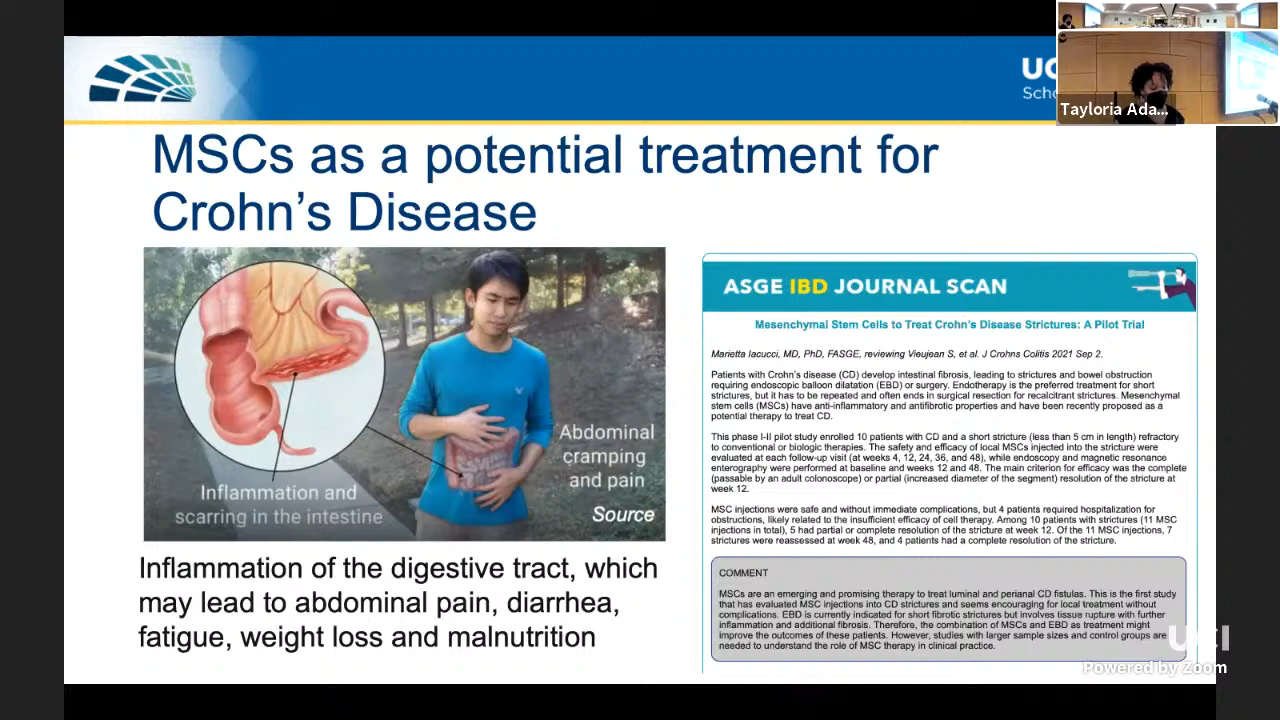 UC
Scho
Tayloria Ada...
MSCs as a potential treatment for
Crohn's Disease
Inflammation and
scarring in the intestine
Abdominal
cramping
and pain
Source
Inflammation of the digestive tract, which
may lead to abdominal pain, diarrhea,
fatigue, weight loss and malnutrition
ASGE IBD JOURNAL SCAN
Mesenchymal Stem Cells to Treat Crohn's Disease Strictures: A Pilot Trial
Marietta Iacucci, MD, PhD, FASGE, reviewing Vieujean S, et al. J Crohns Colitis 2021 Sep 2.
Patients with Crohn's disease (CD) develop intestinal fibrosis, leading to strictures and bowel obstruction
requiring endoscopic balloon dilatation (EBD) or surgery. Endotherapy is the preferred treatment for short
strictures, but it has to be repeated and often ends in surgical resection for recalcitrant strictures. Mesenchymal
stem cells (MSCs) have anti-inflammatory and antifibrotic properties and have been recently proposed as a
potential therapy to treat CD.
This phase I-II pilot study enrolled 10 patients with CD and a short stricture (less than 5 cm in length) refractory
to conventional or biologic therapies. The safety and efficacy of local MSCs injected into the stricture were
evaluated at each follow-up visit (at weeks 4, 12, 24, 36, and 48), while endoscopy and magnetic resonance
enterography were performed at baseline and weeks 12 and 48. The main criterion for efficacy was the complete
(passable by an adult colonoscope) or partial (increased diameter of the segment) resolution of the stricture at
week 12.
MSC injections were safe and without immediate complications, but 4 patients required hospitalization for
obstructions, likely related to the insufficient efficacy of cell therapy. Among 10 patients with strictures (11 MSC
injections in total), 5 had partial or complete resolution of the stricture at week 12. Of the 11 MSC injections, 7
strictures were reassessed at week 48, and 4 patients had a complete resolution of the stricture.
COMMENT
MSCs are an emerging and promising therapy to treat luminal and perianal CD fistulas. This is the first study
that has evaluated MSC injections into CD strictures and seems encouraging for local treatment without
complications. EBD is currently indicated for short fibrotic strictures but involves tissue rupture with further
inflammation and additional fibrosis. Therefore, the combination of MSCs and EBD as treatment might
improve the outcomes of these patients. However, studies with larger sample sizes and control groups are
needed to understand the role of MSC therapy in clinical practice.
UCI
Powered by Zoom